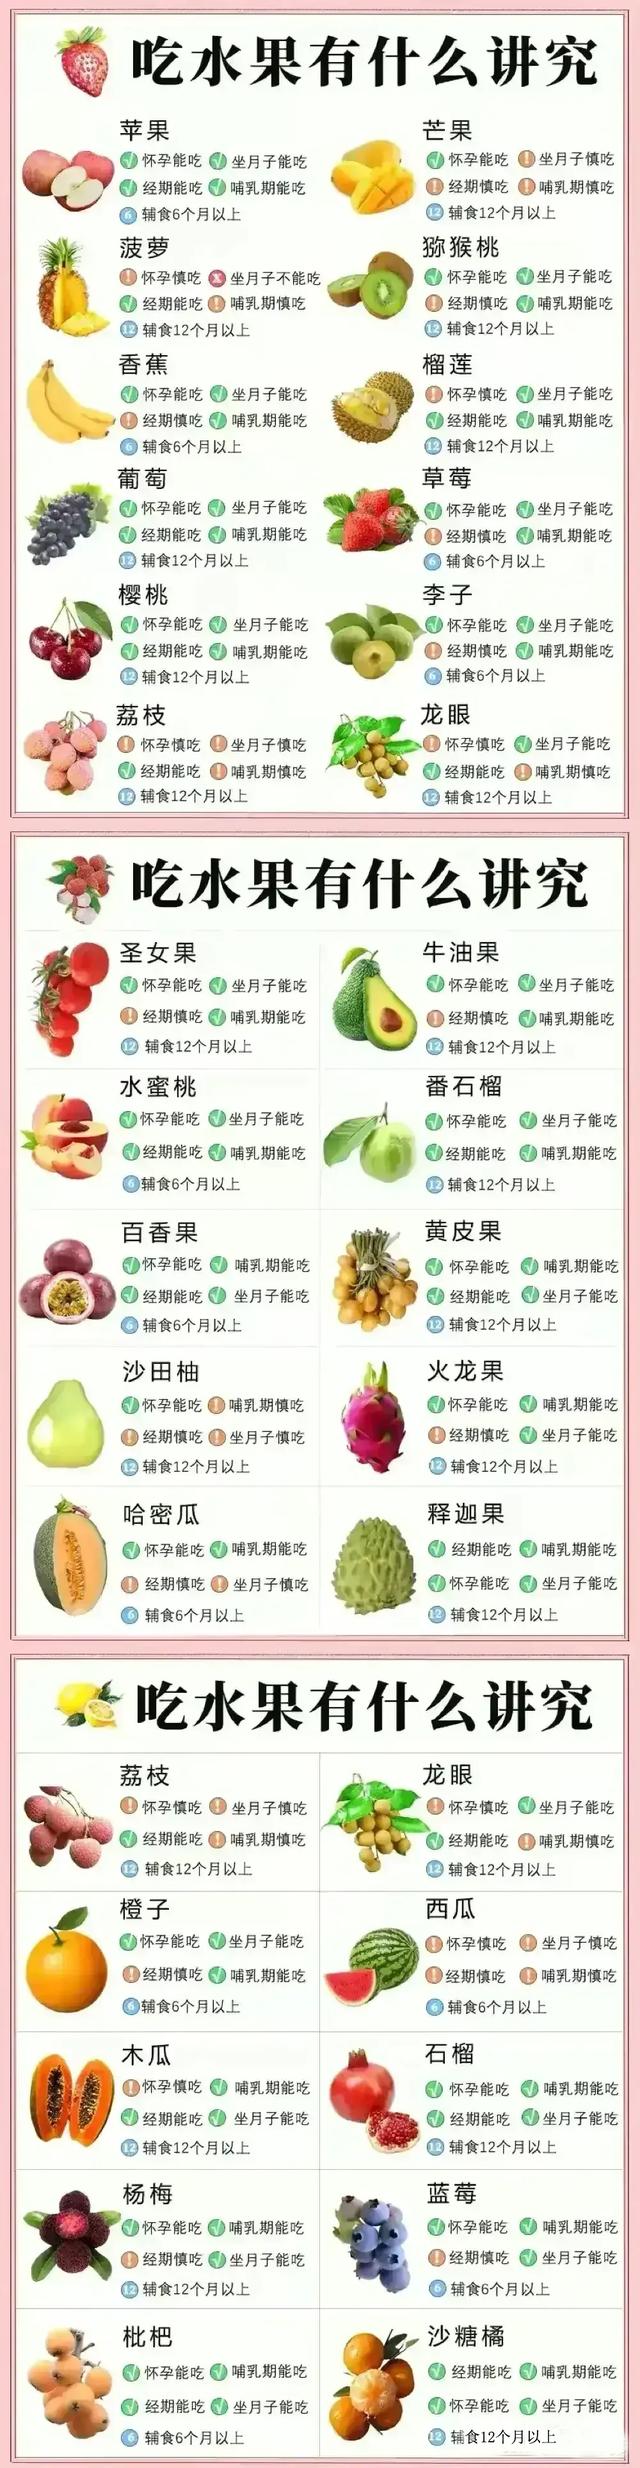 吃水果有什么讲究
苹果
怀孕能吃 坐月子能吃
经期能吃 哺乳期能吃
6 辅食6个月以上
芒果
怀孕能吃 坐月子慎吃
经期慎吃 哺乳期慎吃
12 辅食12个月以上
菠萝
怀孕慎吃 坐月子不能吃
经期能吃 哺乳期慎吃
12 辅食12个月以上
猕猴桃
怀孕能吃 坐月子能吃
经期慎吃 哺乳期能吃
12 辅食12个月以上
香蕉
怀孕能吃 坐月子能吃
经期慎吃 哺乳期能吃
6 辅食6个月以上
榴莲
怀孕慎吃 坐月子能吃
经期能吃 哺乳期能吃
12 辅食12个月以上
葡萄
怀孕能吃 坐月子能吃
经期能吃 哺乳期能吃
12 辅食12个月以上
草莓
怀孕能吃 坐月子能吃
经期慎吃 哺乳期能吃
6 辅食6个月以上
樱桃
怀孕能吃 坐月子能吃
经期能吃 哺乳期能吃
12 辅食12个月以上
李子
怀孕能吃 坐月子能吃
经期慎吃 哺乳期能吃
6 辅食6个月以上
荔枝
怀孕慎吃 坐月子慎吃
经期能吃 哺乳期慎吃
12 辅食12个月以上
龙眼
怀孕慎吃 坐月子能吃
经期能吃 哺乳期慎吃
12 辅食12个月以上
吃水果有什么讲究
圣女果
怀孕能吃 坐月子能吃
经期慎吃 哺乳期能吃
12 辅食12个月以上
牛油果
怀孕能吃 坐月子能吃
经期慎吃 哺乳期能吃
12 辅食12个月以上
水蜜桃
怀孕能吃 坐月子能吃
经期能吃 哺乳期能吃
6 辅食6个月以上
番石榴
怀孕能吃 坐月子能吃
经期能吃 哺乳期能吃
12 辅食12个月以上
百香果
怀孕能吃 哺乳期能吃
经期能吃 坐月子能吃
6 辅食6个月以上
黄皮果
怀孕能吃 哺乳期能吃
经期能吃 坐月子能吃
12 辅食12个月以上
沙田柚
怀孕能吃 哺乳期慎吃
经期慎吃 坐月子慎吃
12 辅食12个月以上
火龙果
怀孕能吃 哺乳期能吃
经期慎吃 坐月子能吃
12 辅食12个月以上
哈密瓜
怀孕能吃 哺乳期能吃
经期慎吃 坐月子慎吃
6 辅食6个月以上
释迦果
经期能吃 哺乳期能吃
怀孕能吃 坐月子能吃
12 辅食12个月以上
吃水果有什么讲究
荔枝
怀孕慎吃 坐月子慎吃
经期能吃 哺乳期慎吃
12 辅食12个月以上
龙眼
怀孕慎吃 坐月子能吃
经期能吃 哺乳期慎吃
12 辅食12个月以上
橙子
怀孕能吃 坐月子能吃
经期慎吃 哺乳期能吃
6 辅食6个月以上
西瓜
怀孕慎吃 坐月子慎吃
经期慎吃 哺乳期慎吃
6 辅食6个月以上
木瓜
怀孕慎吃 哺乳期能吃
经期能吃 坐月子能吃
12 辅食12个月以上
石榴
怀孕能吃 哺乳期能吃
经期能吃 坐月子能吃
12 辅食12个月以上
杨梅
怀孕能吃 哺乳期能吃
经期慎吃 坐月子能吃
12 辅食12个月以上
蓝莓
怀孕能吃 哺乳期能吃
经期慎吃 坐月子能吃
6 辅食6个月以上
枇杷
怀孕能吃 哺乳期能吃
经期能吃 坐月子能吃
6 辅食6个月以上
沙糖橘
经期能吃 哺乳期能吃
怀孕能吃 坐月子能吃
12 辅食12个月以上